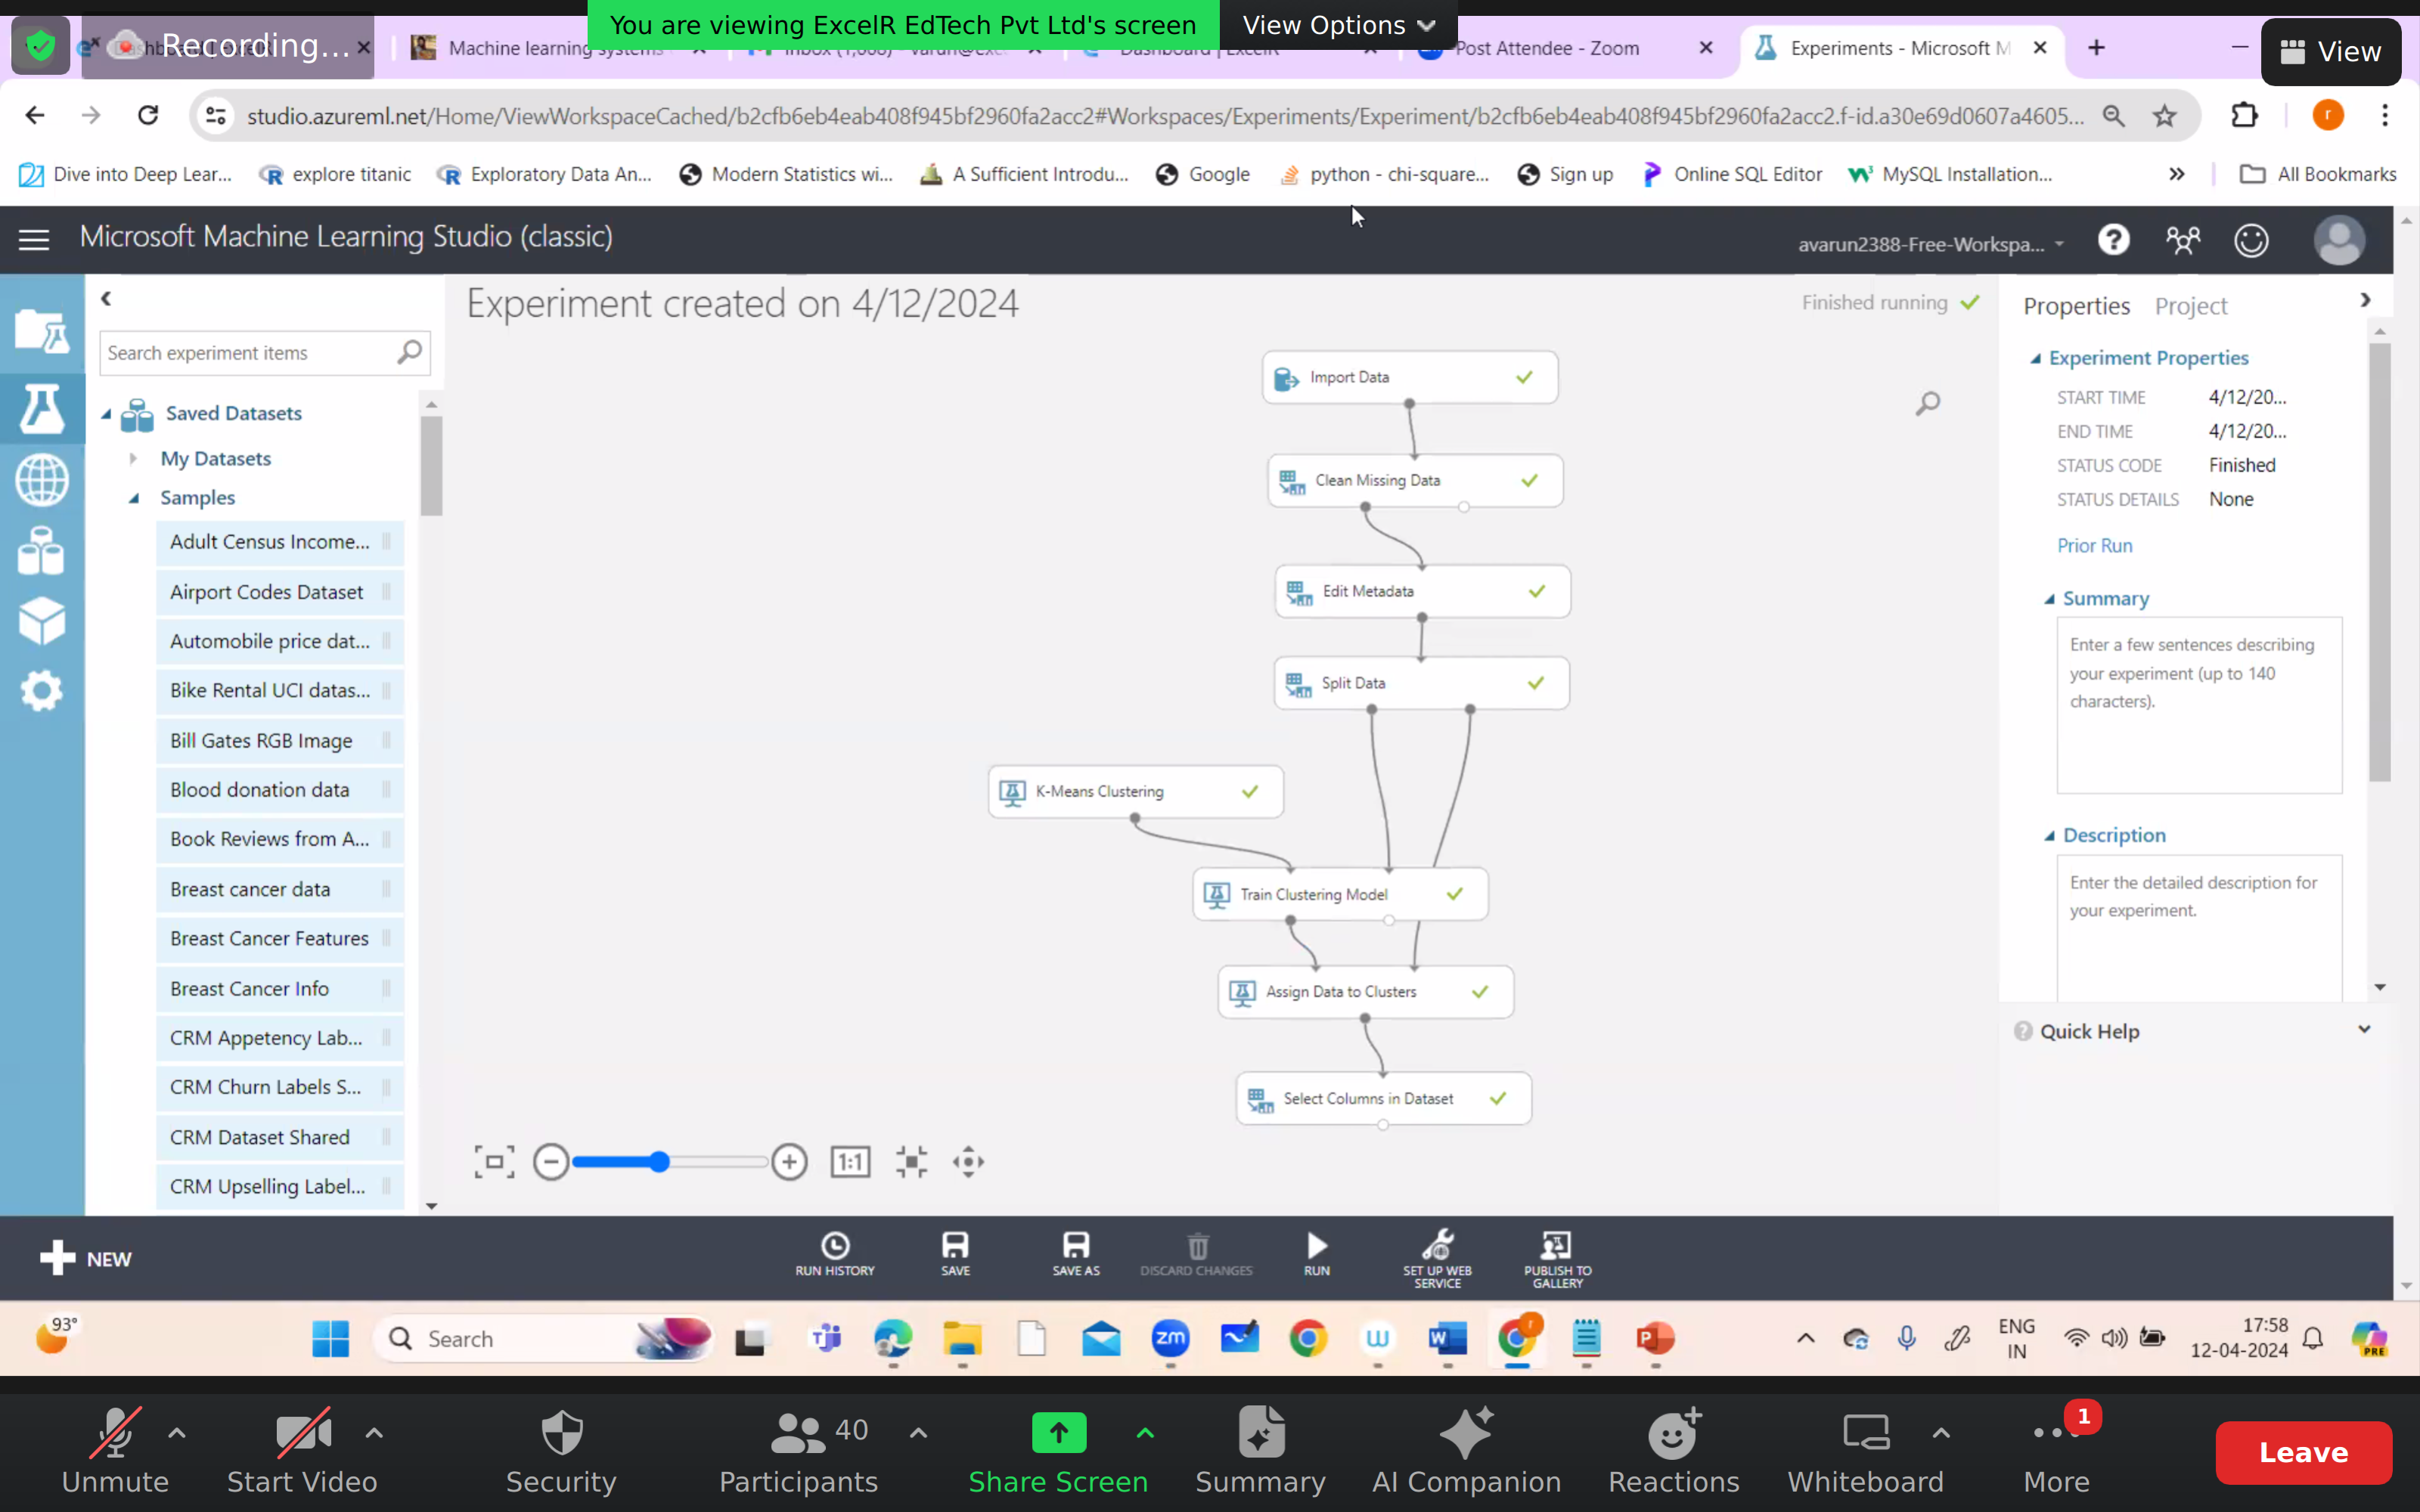 You are viewing ExcelR EdTech Pvt Ltd's screen
View Options
Recording...
Machine learning systems
Post Attendee - Zoom
Experiments - Microsoft M
View
studio.azureml.net/Home/ViewWorkspaceCached/b2cfb6eb4eab408f945bf2960fa2acc2#Workspaces/Experiments/Experiment/b2cfb6eb4eab408f945bf2960fa2acc2.f-id.a30e69d0607a4605...
r
Dive into Deep Lear...
explore titanic
Exploratory Data An...
Modern Statistics wi...
A Sufficient Introdu...
Google
python - chi-square...
Sign up
Online SQL Editor
MySQL Installation...
All Bookmarks
Microsoft Machine Learning Studio (classic)
avarun2388-Free-Workspa...
Experiment created on 4/12/2024
Finished running
Search experiment items
Saved Datasets
My Datasets
Samples
Adult Census Income...
Airport Codes Dataset
Automobile price dat...
Bike Rental UCI datas...
Bill Gates RGB Image
Blood donation data
Book Reviews from A...
Breast cancer data
Breast Cancer Features
Breast Cancer Info
CRM Appetency Lab...
CRM Churn Labels S...
CRM Dataset Shared
CRM Upselling Label...
Import Data
Clean Missing Data
Edit Metadata
Split Data
K-Means Clustering
Train Clustering Model
Assign Data to Clusters
Select Columns in Dataset
1:1
Properties
Project
Experiment Properties
START TIME 4/12/20...
END TIME 4/12/20...
STATUS CODE Finished
STATUS DETAILS None
Prior Run
Summary
Enter a few sentences describing
your experiment (up to 140
characters).
Description
Enter the detailed description for
your experiment.
Quick Help
NEW
RUN HISTORY
SAVE
SAVE AS
DISCARD CHANGES
RUN
SET UP WEB
SERVICE
PUBLISH TO
GALLERY
93°
Search
zm
ENG
IN
17:58
12-04-2024
PRE
Unmute
Start Video
Security
Participants
40
Share Screen
Summary
AI Companion
Reactions
Whiteboard
More
1
Leave